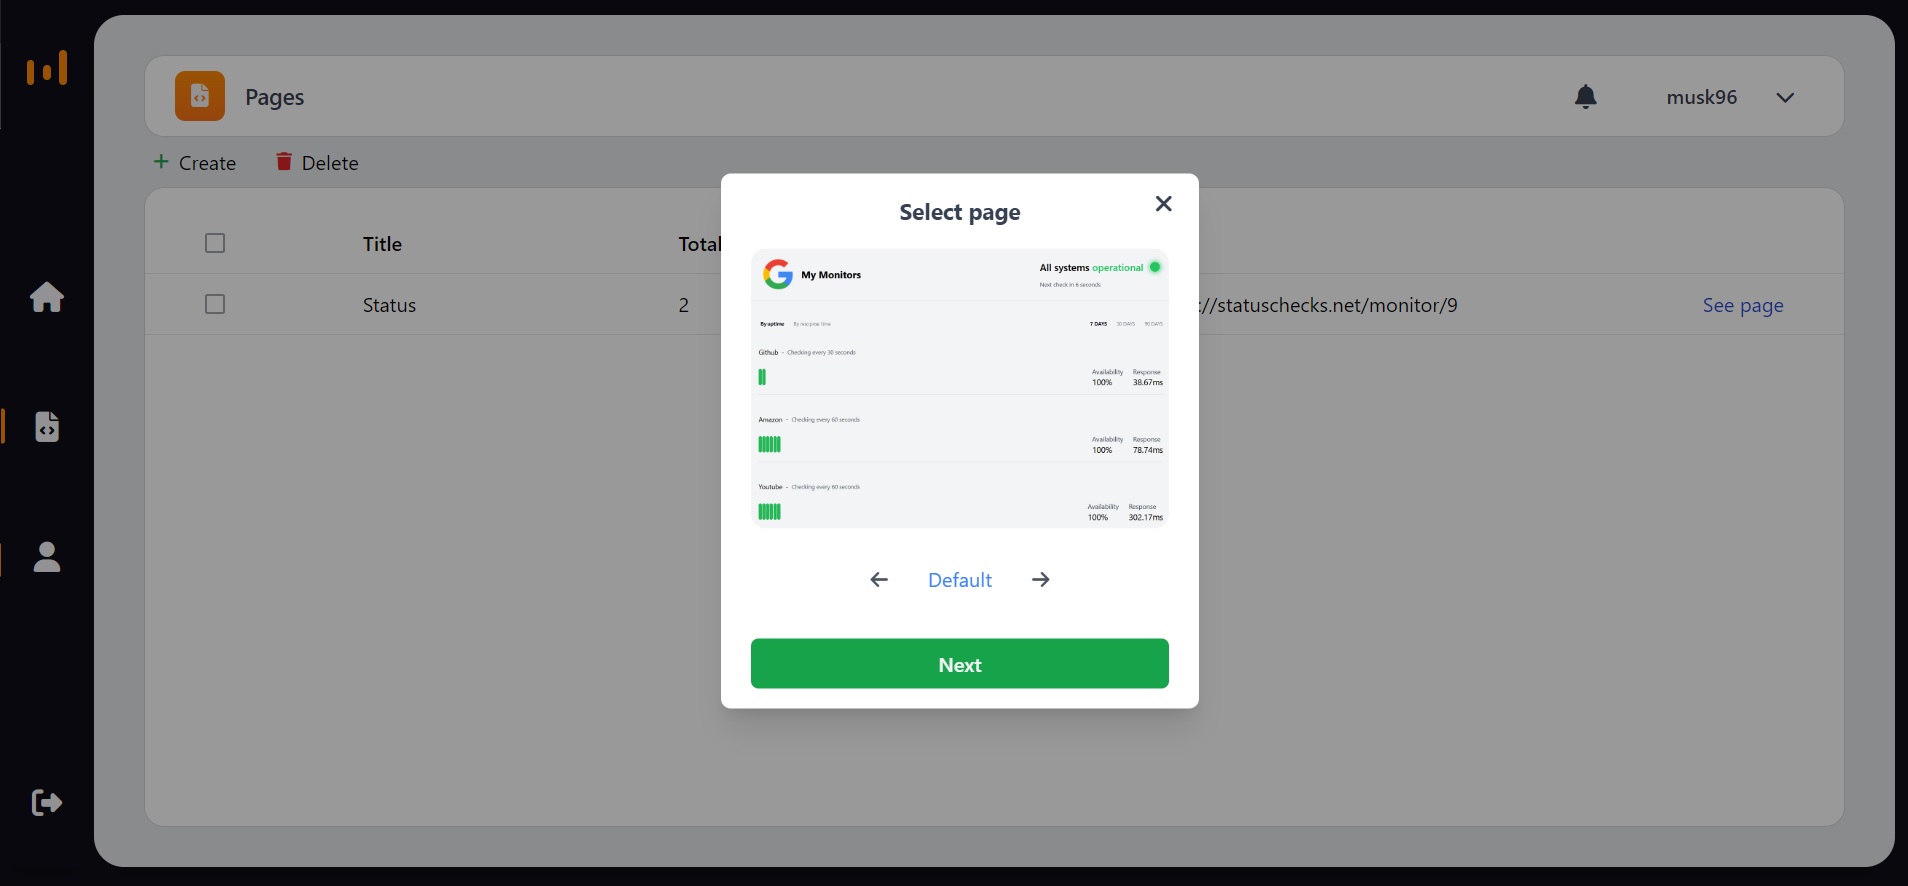 Pages
musk96
Create
Delete
Title
Total
Status
2
://statuschecks.net/monitor/9
See page
Select page
My Monitors
All systems operational
Next check in 6 seconds
By uptime
By response time
7 DAYS
30 DAYS
90 DAYS
Github - Checking every 30 seconds
Availability
Response
100%
38.67ms
Amazon - Checking every 60 seconds
Availability
Response
100%
78.74ms
Youtube - Checking every 60 seconds
Availability
Response
100%
302.17ms
Default
Next